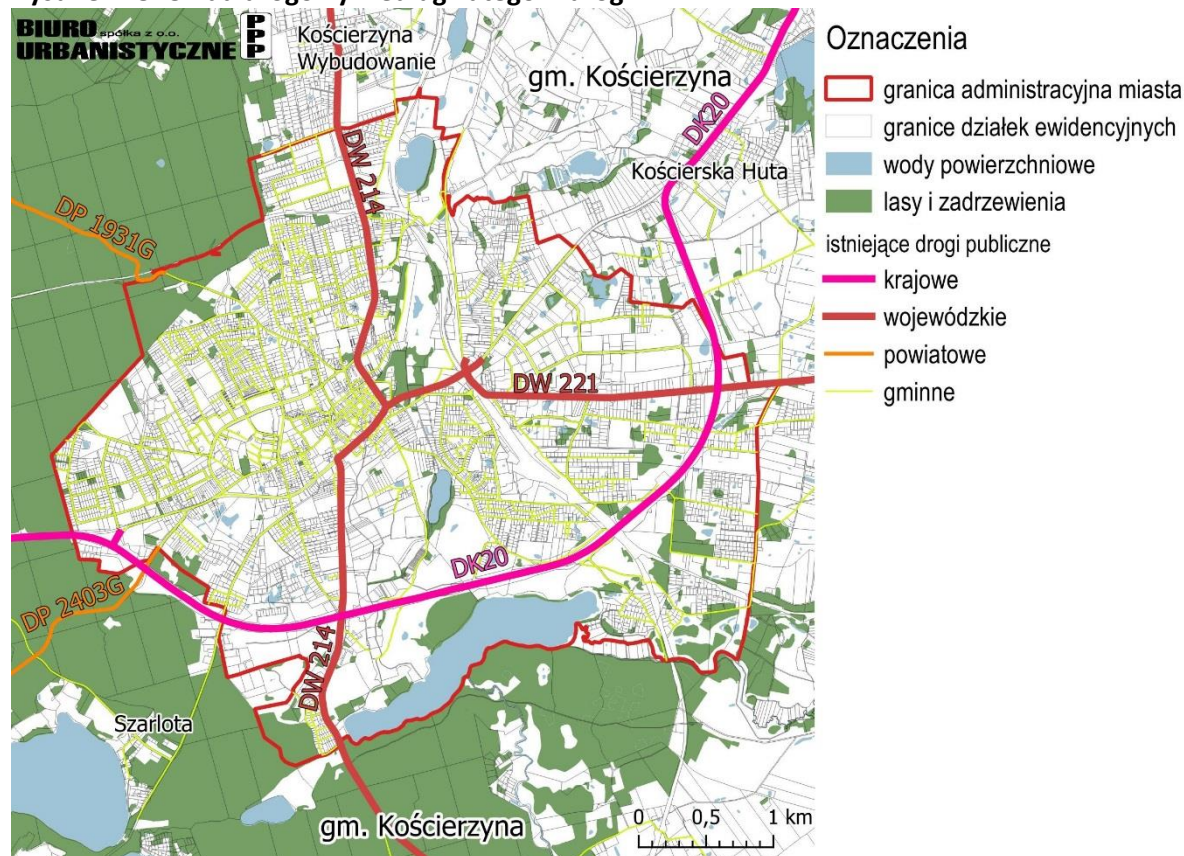 BIURO spółka z o.o.
URBANISTYCZNE PPP
Kościerzyna
Wybudowanie
gm. Kościerzyna
DK20
DW 214
Kościerska Huta
DP 1931G
DW 221
DK20
DP 2403G
DW 214
Szarlota
gm. Kościerzyna
0 0,5 1 km
Oznaczenia
granica administracyjna miasta
granice działek ewidencyjnych
wody powierzchniowe
lasy i zadrzewienia
istniejące drogi publiczne
krajowe
wojewódzkie
powiatowe
gminne